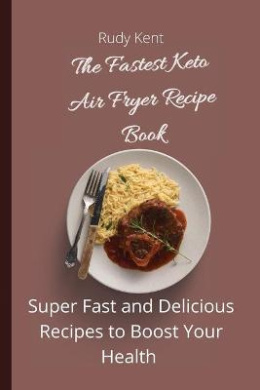 Rudy Kent
The Fastest Keto
Air Fryer Recipe
Book
Super Fast and Delicious
Recipes to Boost Your
Health